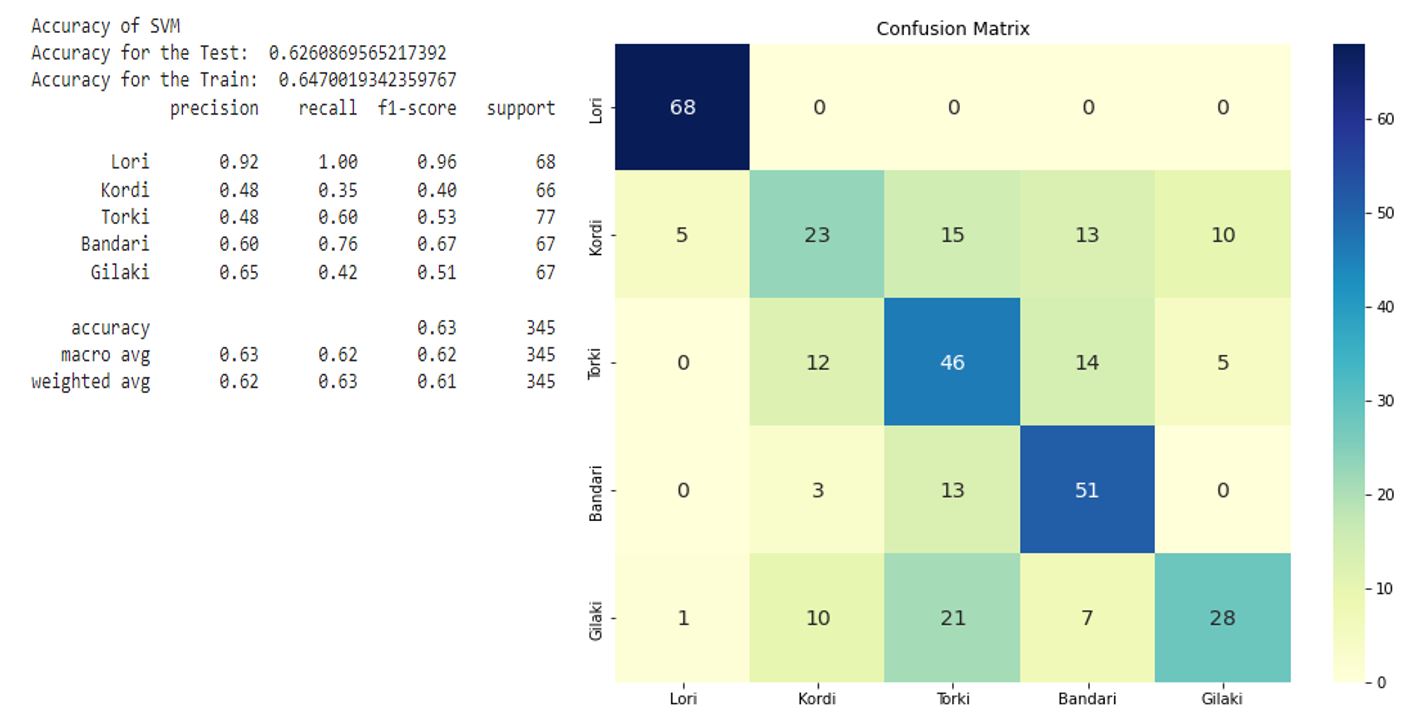 Accuracy of SVM
Accuracy for the Test: 0.6260869565217392
Accuracy for the Train: 0.6470019342359767
precision recall f1-score support
Lori 0.92 1.00 0.96 68
Kordi 0.48 0.35 0.40 66
Torki 0.48 0.60 0.53 77
Bandari 0.60 0.76 0.67 67
Gilaki 0.65 0.42 0.51 67
accuracy 0.63 345
macro avg 0.63 0.62 0.62 345
weighted avg 0.62 0.63 0.61 345
Confusion Matrix
Lori 68 0 0 0 0
Kordi 5 23 15 13 10
Torki 0 12 46 14 5
Bandari 0 3 13 51 0
Gilaki 1 10 21 7 28
Lori Kordi Torki Bandari Gilaki
60
50
40
30
20
10
0